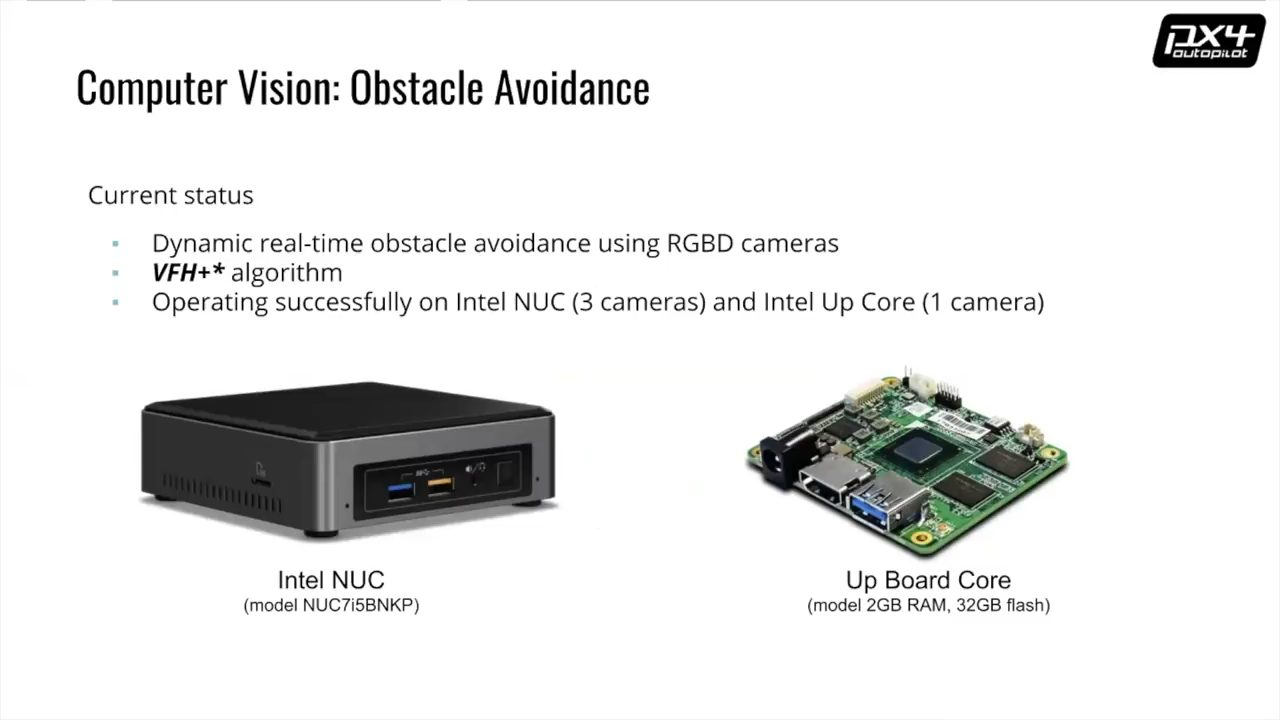 px4
autopilot
Computer Vision: Obstacle Avoidance
Current status
Dynamic real-time obstacle avoidance using RGBD cameras
VFH+* algorithm
Operating successfully on Intel NUC (3 cameras) and Intel Up Core (1 camera)
Intel NUC
(model NUC7i5BNKP)
Up Board Core
(model 2GB RAM, 32GB flash)